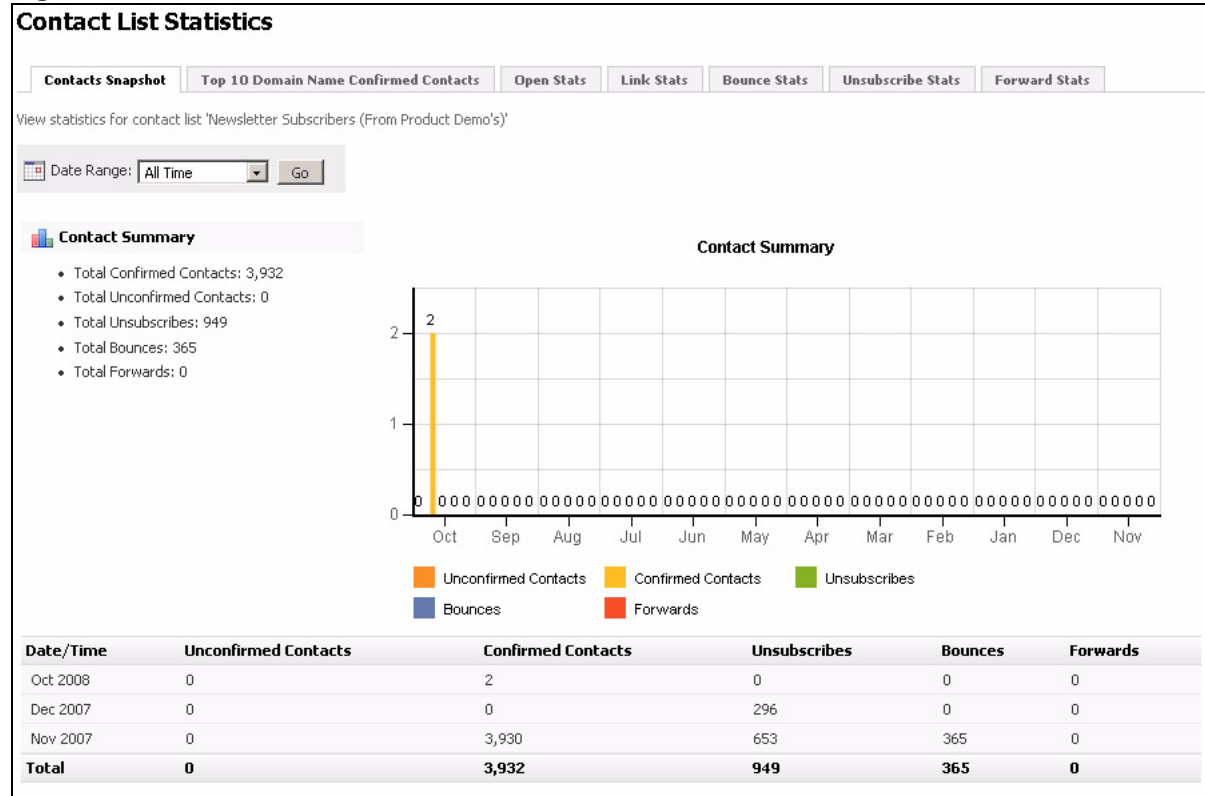 Contact List Statistics
Contacts Snapshot Top 10 Domain Name Confirmed Contacts Open Stats Link Stats Bounce Stats Unsubscribe Stats Forward Stats
View statistics for contact list 'Newsletter Subscribers (From Product Demo's)'
Date Range: All Time Go
Contact Summary
• Total Confirmed Contacts: 3,932
• Total Unconfirmed Contacts: 0
• Total Unsubscribes: 949
• Total Bounces: 365
• Total Forwards: 0
Contact Summary
2
2
1
0 0 0 0 0 0 0 0 0 0 0 0 0 0 0 0 0 0 0 0 0 0 0 0 0 0 0 0 0 0 0 0 0 0 0 0 0 0 0 0 0 0 0 0 0 0 0 0 0 0 0 0 0 0 0 0 0 0 0
0
Oct Sep Aug Jul Jun May Apr Mar Feb Jan Dec Nov
Unconfirmed Contacts Confirmed Contacts Unsubscribes
Bounces Forwards
Date/Time Unconfirmed Contacts Confirmed Contacts Unsubscribes Bounces Forwards
Oct 2008 0 2 0 0 0
Dec 2007 0 0 296 0 0
Nov 2007 0 3,930 653 365 0
Total 0 3,932 949 365 0